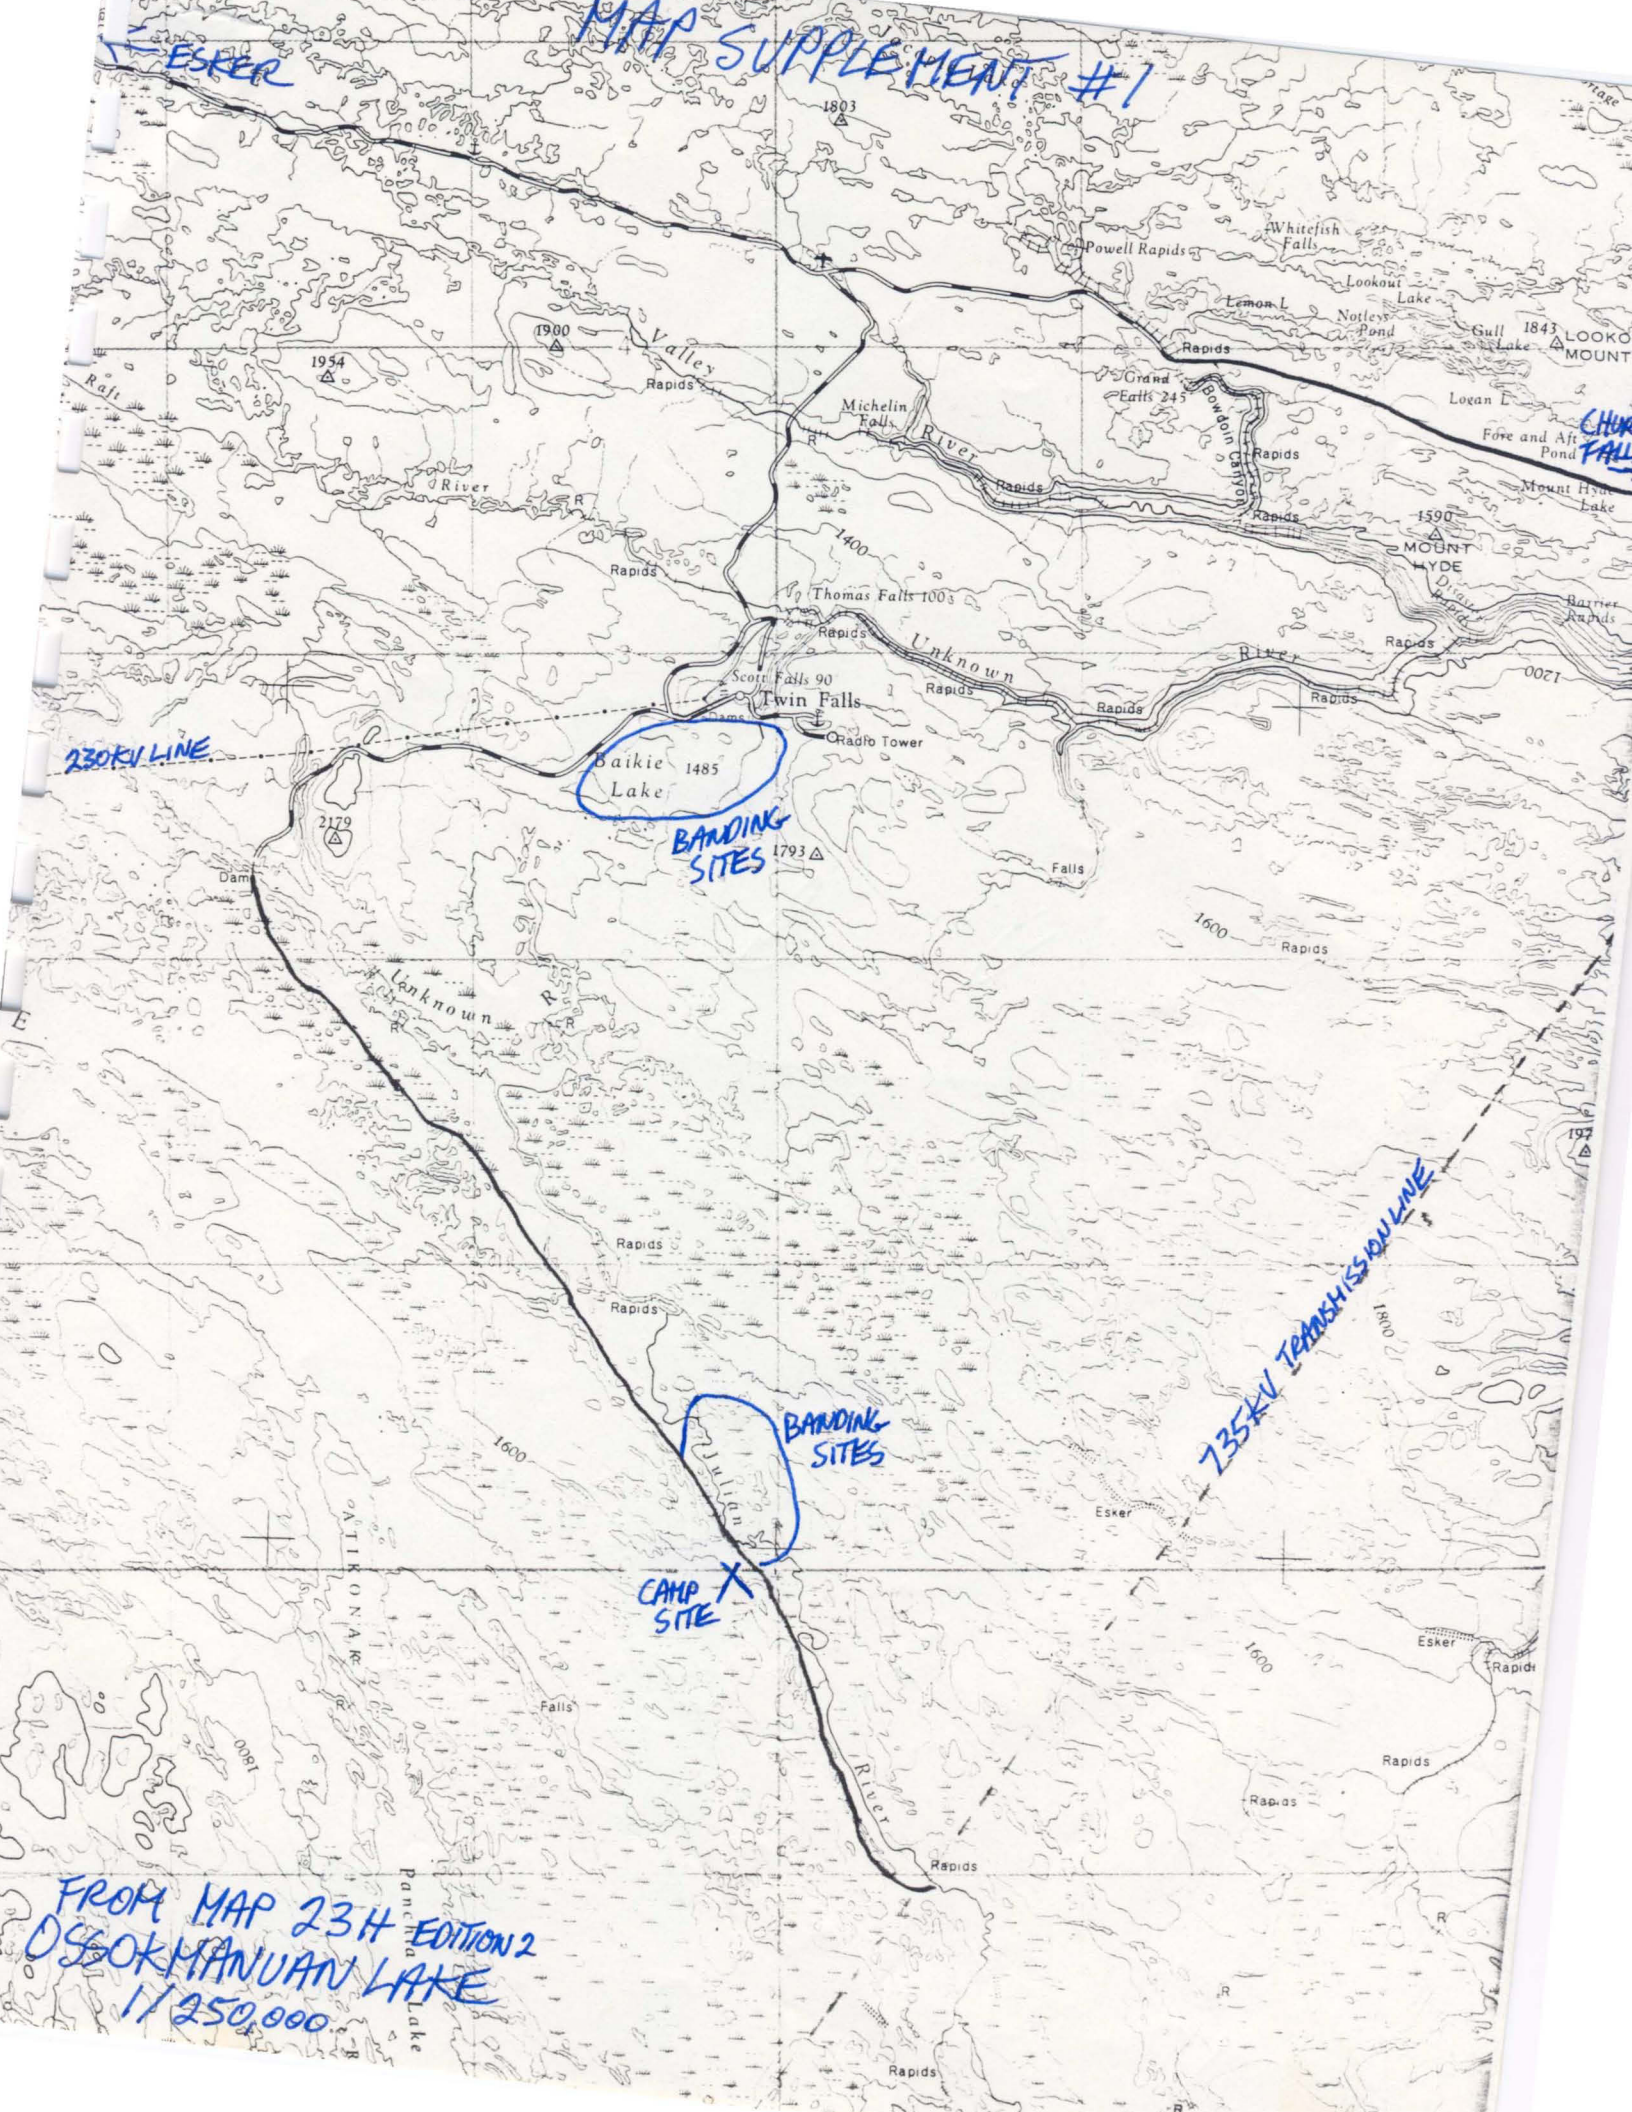 MAP SUPPLEMENT #1
← ESKER
1803
Powell Rapids
Whitefish
Falls
Lookout
Lake
Lemon L
Notleys
Pond
Gull
Lake
1843
LOOKO
MOUNT
1900
Valley
1954
Rapids
Rapids
Raft
Grand
Falls 245
Bowdoin Canyon
Logan L
Michelin
Falls
River
R
CHUR
FALL
Fore and Aft
Pond
Rapids
River
R
Rapids
Mount Hyde
Lake
Rapids
1590
MOUNT
HYDE
1400
Rapids
Thomas Falls 100
Rapids
Unknown
River
Barrier
Rapids
Rapids
1200
Scott Falls 90
Twin Falls
Rapids
Rapids
Rapids
Dams
Radio Tower
230KV LINE
Baikie
Lake
1485
BANDING
SITES
2179
1793
Dam
Falls
1600
Rapids
Unknown
R
R
R
E
197
Rapids
Rapids
735KV TRANSMISSION LINE
1800
BANDING
SITES
Julian
1600
Esker
ATIKONAK
CAMP
SITE
X
Esker
Rapids
1600
R
Falls
1800
River
Rapids
Rapids
Rapids
FROM MAP 23H EDITION 2
OSSOKMANUAN LAKE
1/250,000
Panchia Lake
R
R
R
Rapids
R